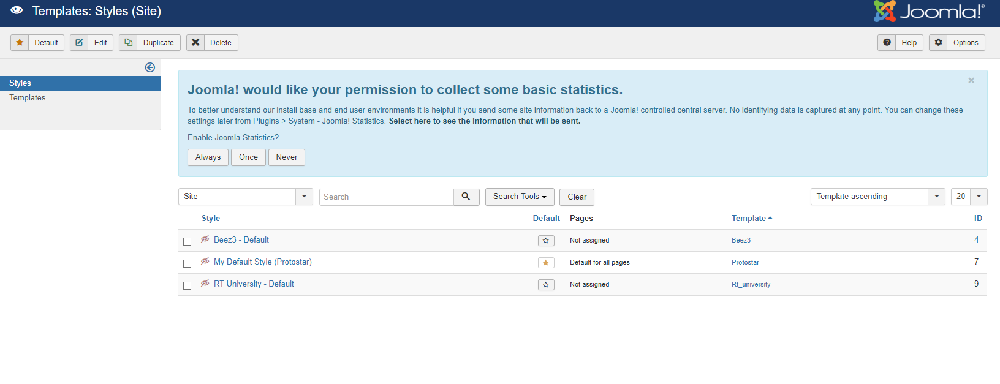 Templates: Styles (Site)
Joomla!®
Default Edit Duplicate Delete Help Options
Styles
Templates
×
Joomla! would like your permission to collect some basic statistics.
To better understand our install base and end user environments it is helpful if you send some site information back to a Joomla! controlled central server. No identifying data is captured at any point. You can change these
settings later from Plugins > System - Joomla! Statistics. Select here to see the information that will be sent.
Enable Joomla Statistics?
Always Once Never
Site Search Search Tools Clear Template ascending 20
Style Default Pages Template ID
Beez3 - Default Not assigned Beez3 4
My Default Style (Protostar) Default for all pages Protostar 7
RT University - Default Not assigned Rt_university 9